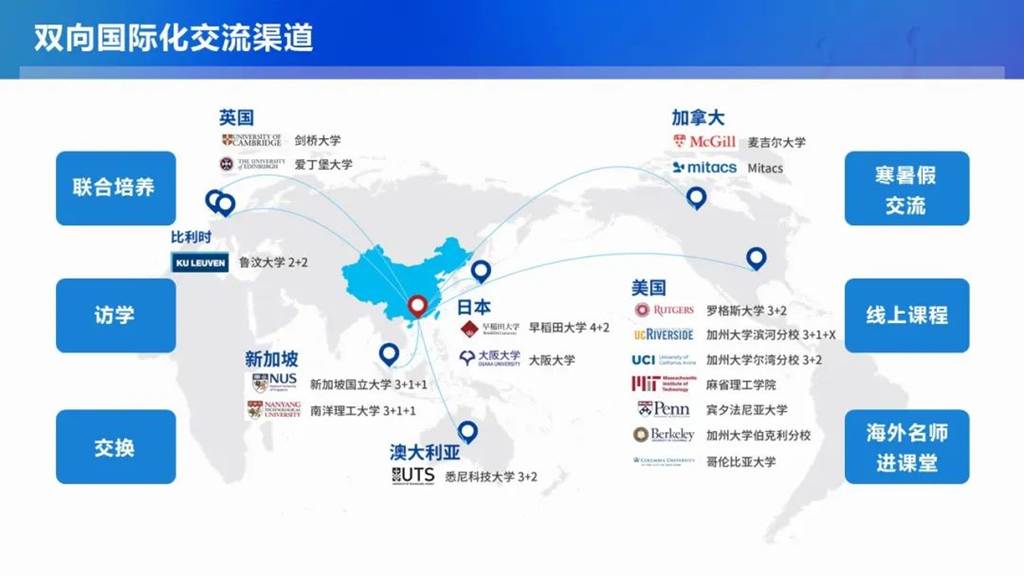 双向国际化交流渠道
联合培养
访学
交换
英国
UNIVERSITY OF CAMBRIDGE 剑桥大学
THE UNIVERSITY of EDINBURGH 爱丁堡大学
比利时
KU LEUVEN 鲁汶大学 2+2
新加坡
NUS 新加坡国立大学 3+1+1
NANYANG TECHNOLOGICAL UNIVERSITY 南洋理工大学 3+1+1
日本
早稻田大学 早稻田大学 4+2
大阪大学 OSAKA UNIVERSITY 大阪大学
澳大利亚
UTS 悉尼科技大学 3+2
加拿大
McGill 麦吉尔大学
mitacs Mitacs
美国
RUTGERS 罗格斯大学 3+2
UCRIVERSIDE 加州大学滨河分校 3+1+X
UCI University of California, Irvine 加州大学尔湾分校 3+2
MIT Massachusetts Institute of Technology 麻省理工学院
Penn 宾夕法尼亚大学
Berkeley 加州大学伯克利分校
COLUMBIA UNIVERSITY 哥伦比亚大学
寒暑假
交流
线上课程
海外名师
进课堂